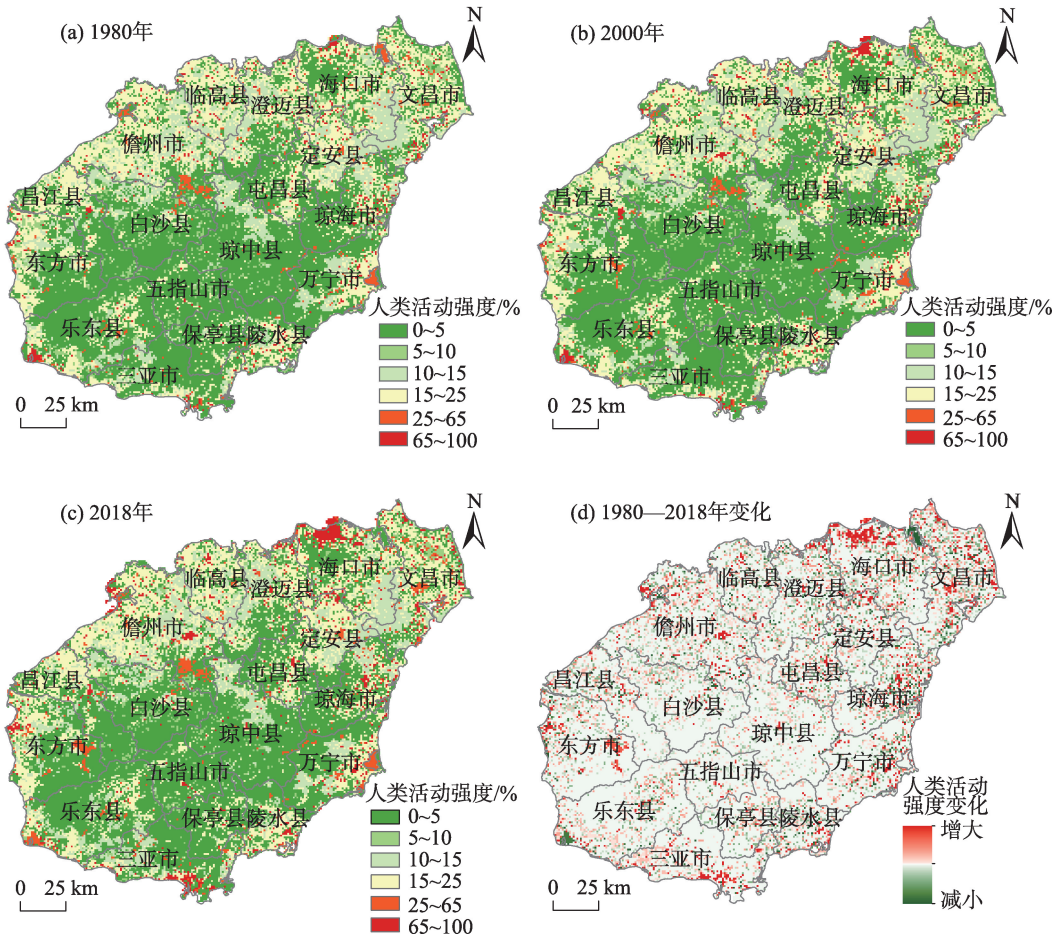 (a) 1980年
N
海口市
临高县
澄迈县
文昌市
儋州市
定安县
昌江县
屯昌县
白沙县
琼海市
琼中县
东方市
万宁市
五指山市
乐东县
保亭县
陵水县
三亚市
人类活动强度/%
0~5
5~10
10~15
15~25
25~65
65~100
0 25 km
(b) 2000年
N
海口市
临高县
澄迈县
文昌市
儋州市
定安县
昌江县
屯昌县
白沙县
琼海市
琼中县
东方市
万宁市
五指山市
乐东县
保亭县
陵水县
三亚市
人类活动强度/%
0~5
5~10
10~15
15~25
25~65
65~100
0 25 km
(c) 2018年
N
海口市
临高县
澄迈县
文昌市
儋州市
定安县
昌江县
屯昌县
白沙县
琼海市
琼中县
东方市
万宁市
五指山市
乐东县
保亭县
陵水县
三亚市
人类活动强度/%
0~5
5~10
10~15
15~25
25~65
65~100
0 25 km
(d) 1980—2018年变化
N
海口市
临高县
澄迈县
文昌市
儋州市
定安县
昌江县
屯昌县
白沙县
琼海市
琼中县
东方市
万宁市
五指山市
乐东县
保亭县
陵水县
三亚市
人类活动
强度变化
增大
减小
0 25 km